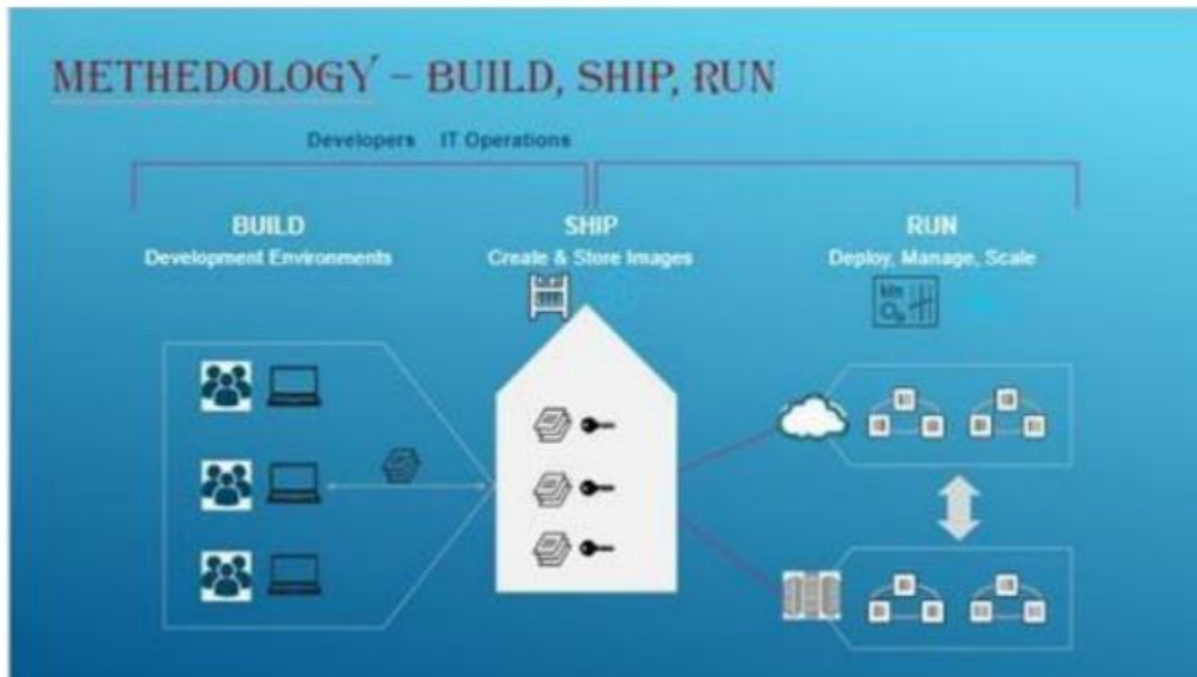 METHEDOLOGY – BUILD, SHIP, RUN
Developers IT Operations
BUILD
Development Environments
SHIP
Create & Store Images
RUN
Deploy, Manage, Scale